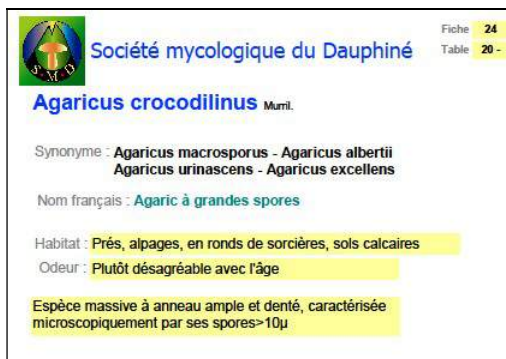 Fiche 24
S M D
Société mycologique du Dauphiné
Table 20 -
Agaricus crocodilinus Murril.
Synonyme : Agaricus macrosporus - Agaricus albertii
Agaricus urinascens - Agaricus excellens
Nom français : Agaric à grandes spores
Habitat : Prés, alpages, en ronds de sorcières, sols calcaires
Odeur : Plutôt désagréable avec l'âge
Espèce massive à anneau ample et denté, caractérisée
microscopiquement par ses spores>10µ